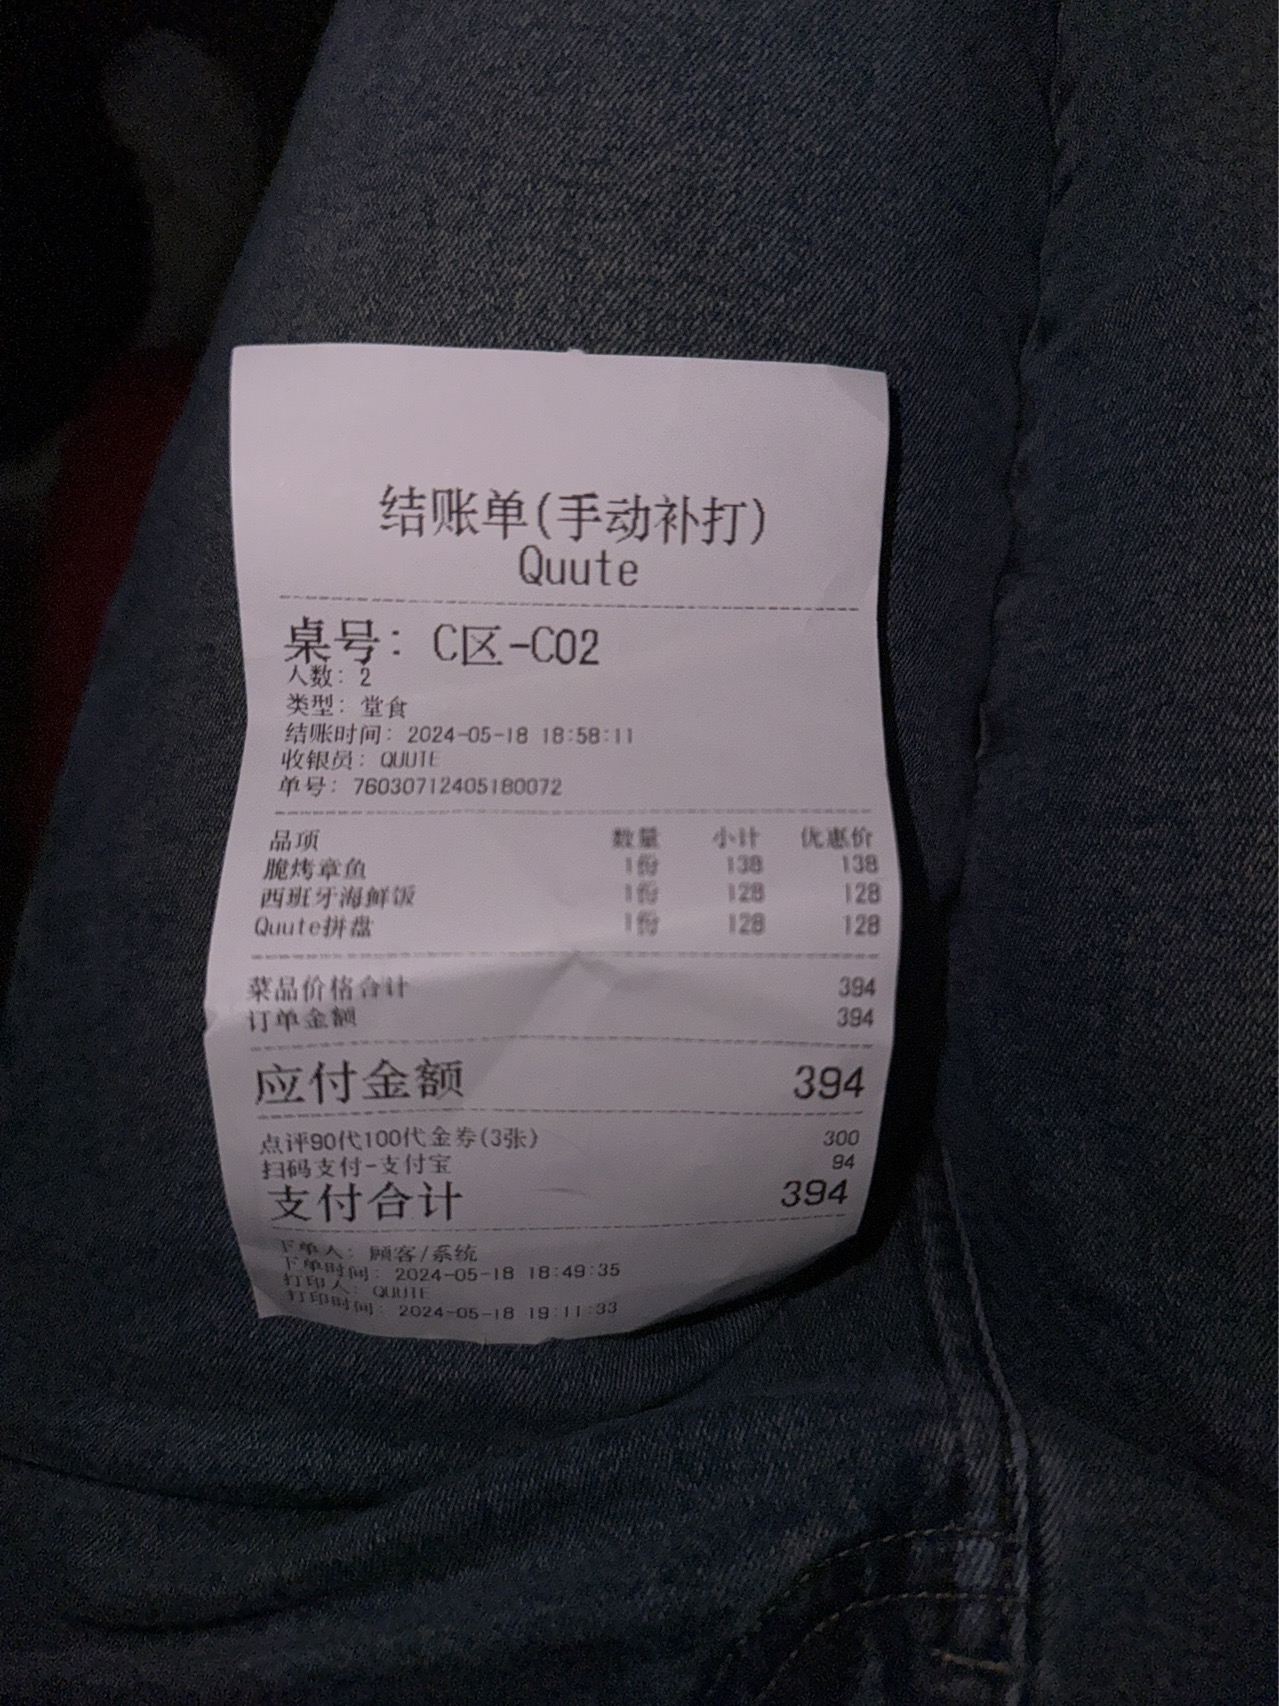 结账单(手动补打)
Quute
桌号: C区-C02
人数: 2
类型: 堂食
结账时间: 2024-05-18 18:58:11
收银员: QUUTE
单号: 76030712405180072
品项 数量 小计 优惠价
脆烤章鱼 1份 138 138
西班牙海鲜饭 1份 128 128
Quute拼盘 1份 128 128
菜品价格合计 394
订单金额 394
应付金额 394
点评90代100代金券(3张) 300
扫码支付-支付宝 94
支付合计 394
下单人: 顾客/系统
下单时间: 2024-05-18 18:49:35
打印人: QUUTE
打印时间: 2024-05-18 19:11:33